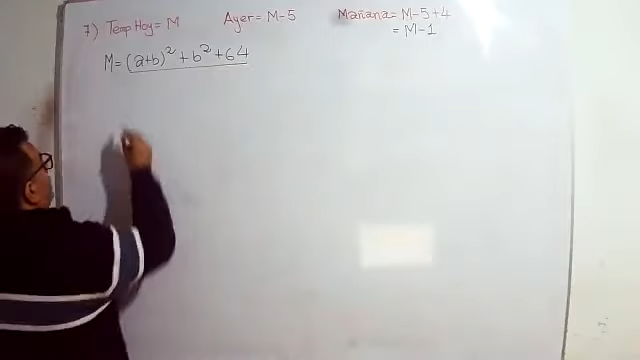 7) Temp Hoy = M Ayer = M-5 Mañana = M-5+4
= M-1
M = (a+b)² + b² + 64